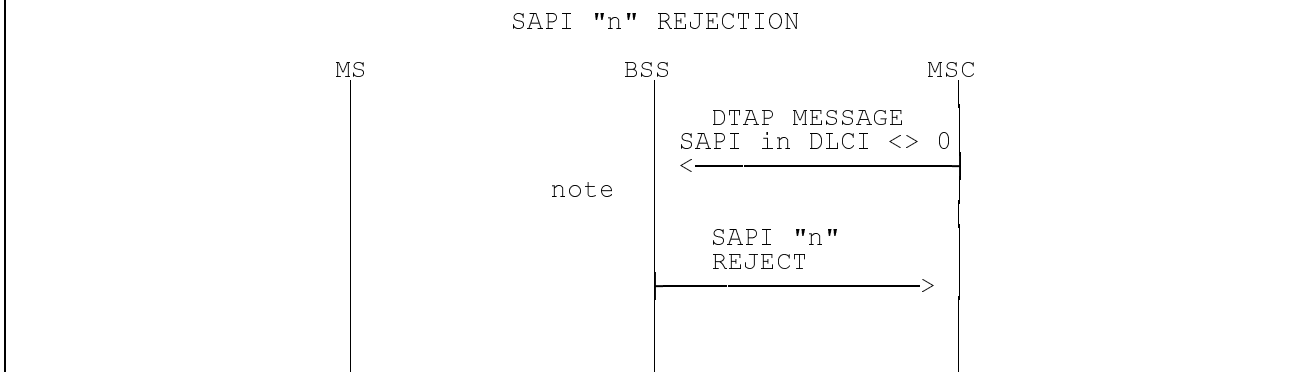 SAPI "n" REJECTION
MS BSS MSC
DTAP MESSAGE
SAPI in DLCI <> 0
note
SAPI "n"
REJECT